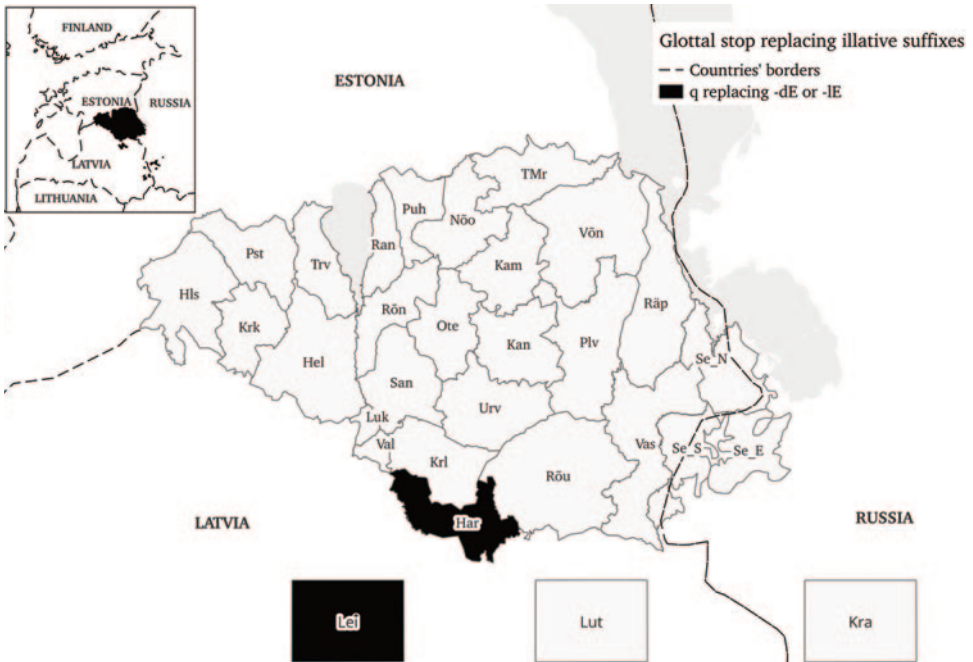 FINLAND
ESTONIA
RUSSIA
LATVIA
LITHUANIA
ESTONIA
Glottal stop replacing illative suffixes
Countries' borders
q replacing -dE or -lE
TMr
Puh
Nõo
Ran
Võn
Pst
Trv
Kam
Hls
Rõn
Räp
Krk
Ote
Kan
Plv
Hel
Se_N
San
Urv
Luk
Val
Vas
Se_S
Se_E
Krl
Rõu
LATVIA
Har
RUSSIA
Lei
Lut
Kra